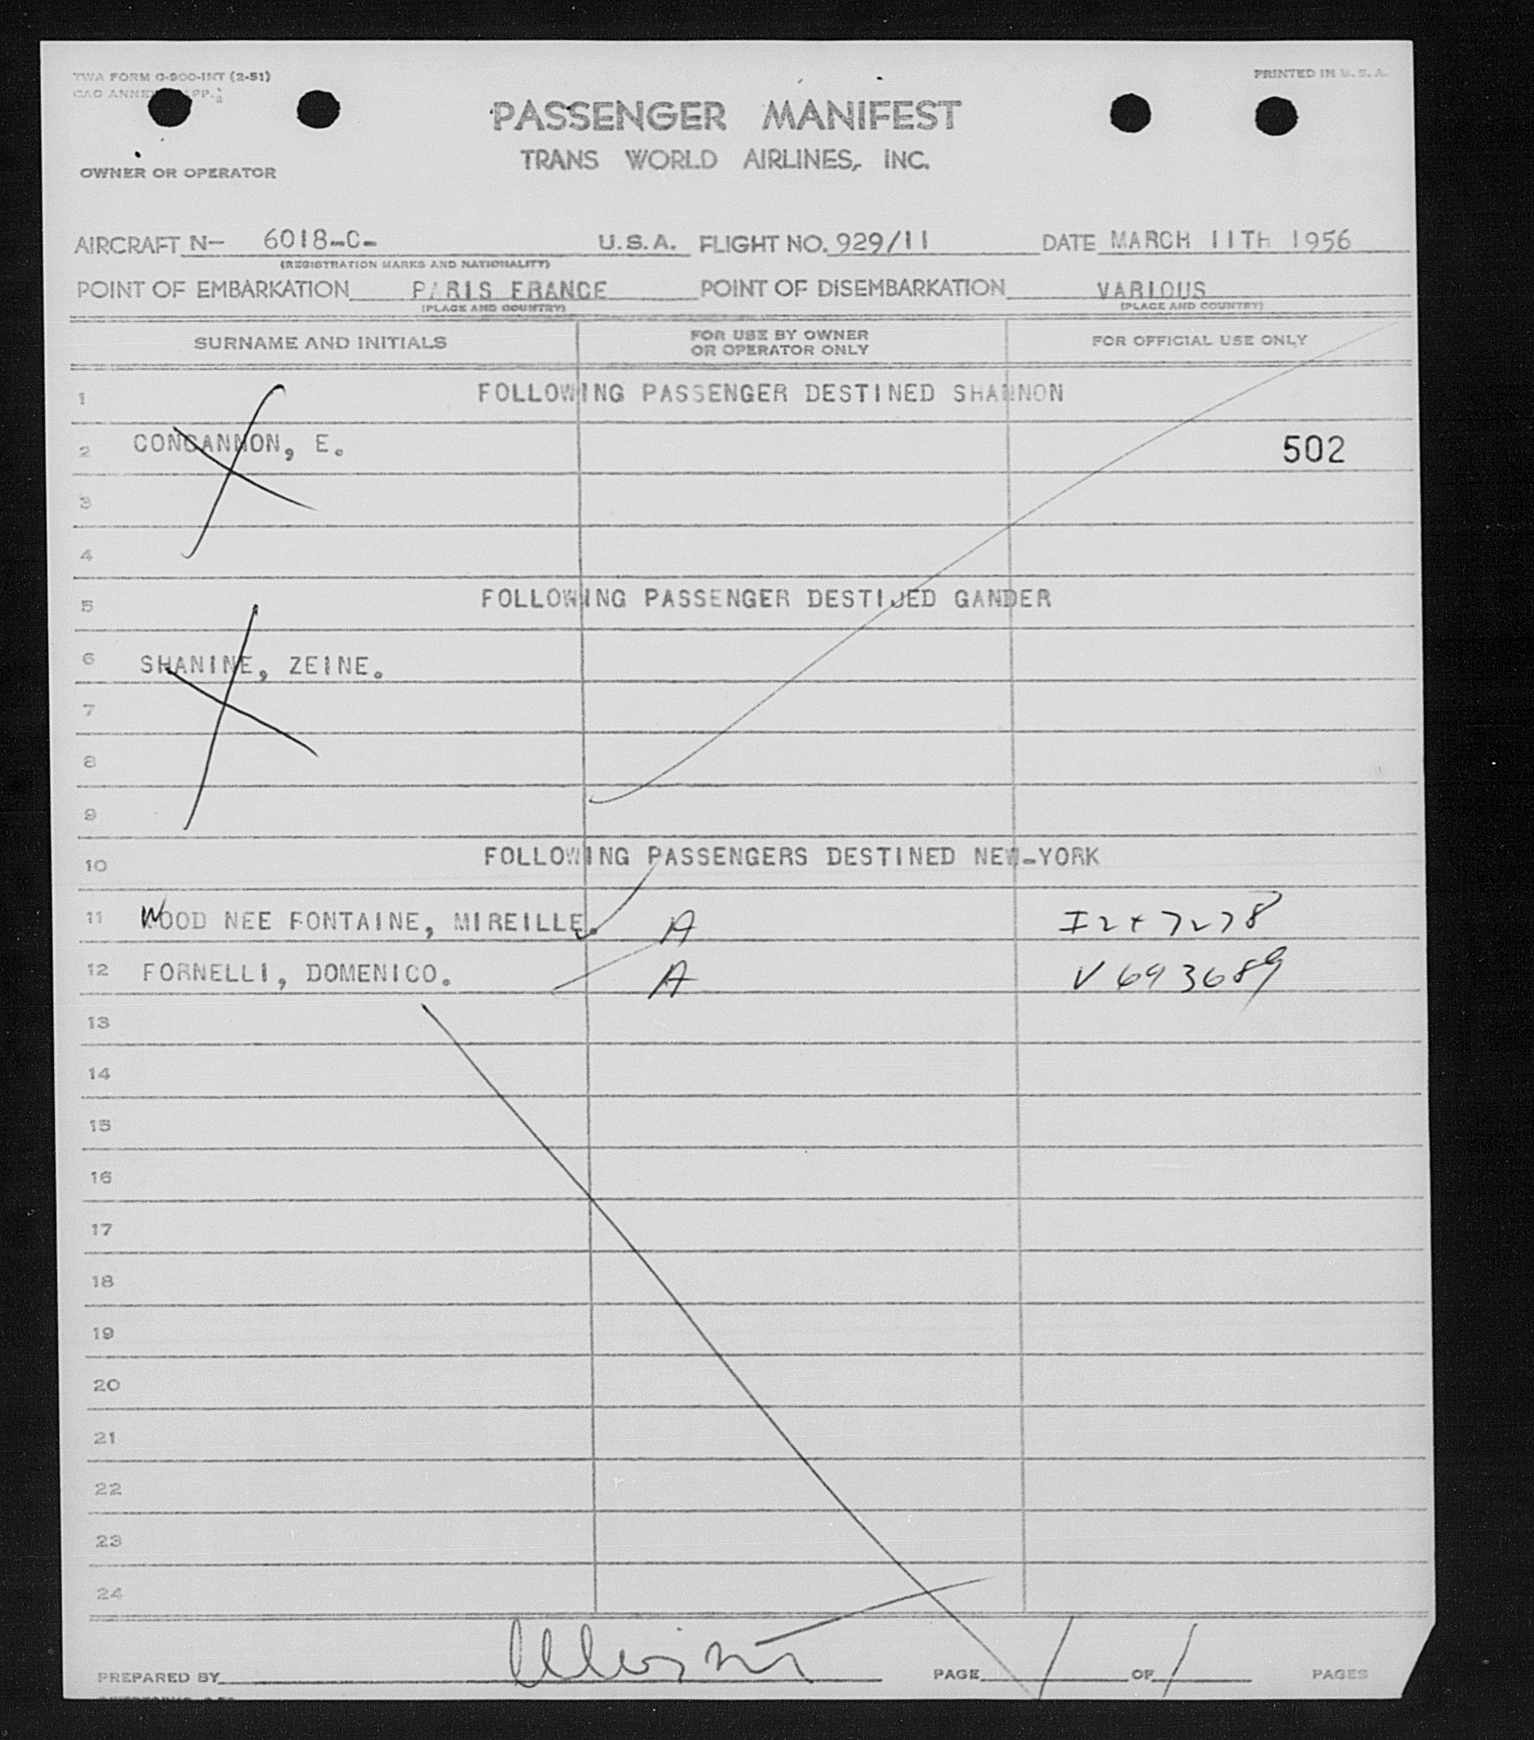 TWA FORM O-900-INT (2-51)
PRINTED IN U.S.A.
PASSENGER MANIFEST
TRANS WORLD AIRLINES, INC.
OWNER OR OPERATOR
AIRCRAFT N- 6018-C- U.S.A. FLIGHT NO. 929/11 DATE MARCH 11TH 1956
(REGISTRATION MARKS AND NATIONALITY)
POINT OF EMBARKATION PARIS FRANCE POINT OF DISEMBARKATION VARIOUS
(PLACE AND COUNTRY) (PLACE AND COUNTRY)
SURNAME AND INITIALS FOR USE BY OWNER OR OPERATOR ONLY FOR OFFICIAL USE ONLY
1 FOLLOWING PASSENGER DESTINED SHANNON
2 CONCANNON, E. 502
3
4
5 FOLLOWING PASSENGER DESTIJED GANDER
6 SHANINE, ZEINE.
7
8
9
10 FOLLOWING PASSENGERS DESTINED NEW-YORK
11 WOOD NEE FONTAINE, MIREILLE. A
12 FORNELLI, DOMENICO. A V693689
13
14
15
16
17
18
19
20
21
22
23
24
PREPARED BY PAGE 1 OF 1 PAGES